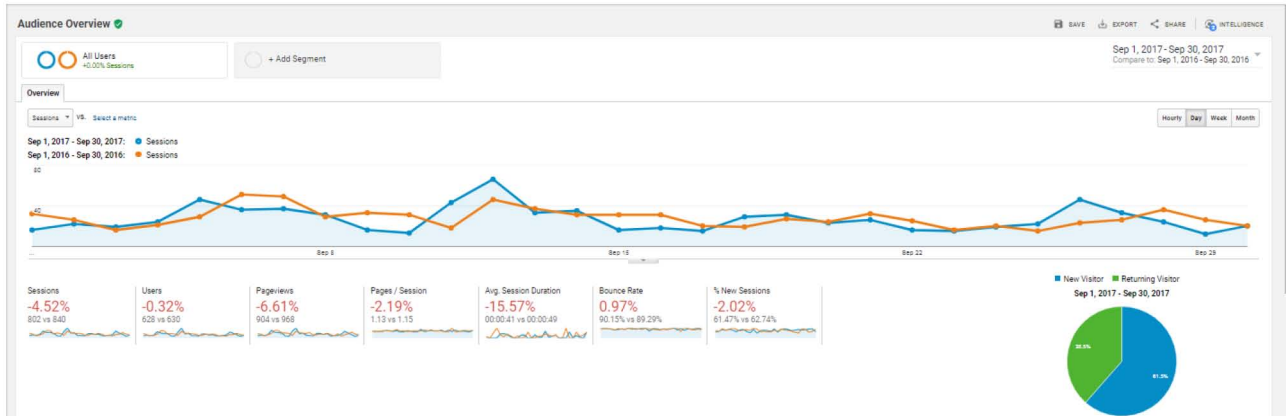 Audience Overview
SAVE EXPORT SHARE INTELLIGENCE
All Users
+0.00% Sessions
+ Add Segment
Sep 1, 2017 - Sep 30, 2017
Compare to: Sep 1, 2016 - Sep 30, 2016
Overview
Sessions VS. Select a metric
Hourly Day Week Month
Sep 1, 2017 - Sep 30, 2017: Sessions
Sep 1, 2016 - Sep 30, 2016: Sessions
80
40
... Sep 8 Sep 15 Sep 22 Sep 29
New Visitor Returning Visitor
Sep 1, 2017 - Sep 30, 2017
Sessions
-4.52%
802 vs 840
Users
-0.32%
628 vs 630
Pageviews
-6.61%
904 vs 968
Pages / Session
-2.19%
1.13 vs 1.15
Avg. Session Duration
-15.57%
00:00:41 vs 00:00:49
Bounce Rate
0.97%
90.15% vs 89.29%
% New Sessions
-2.02%
61.47% vs 62.74%
38.5%
61.5%